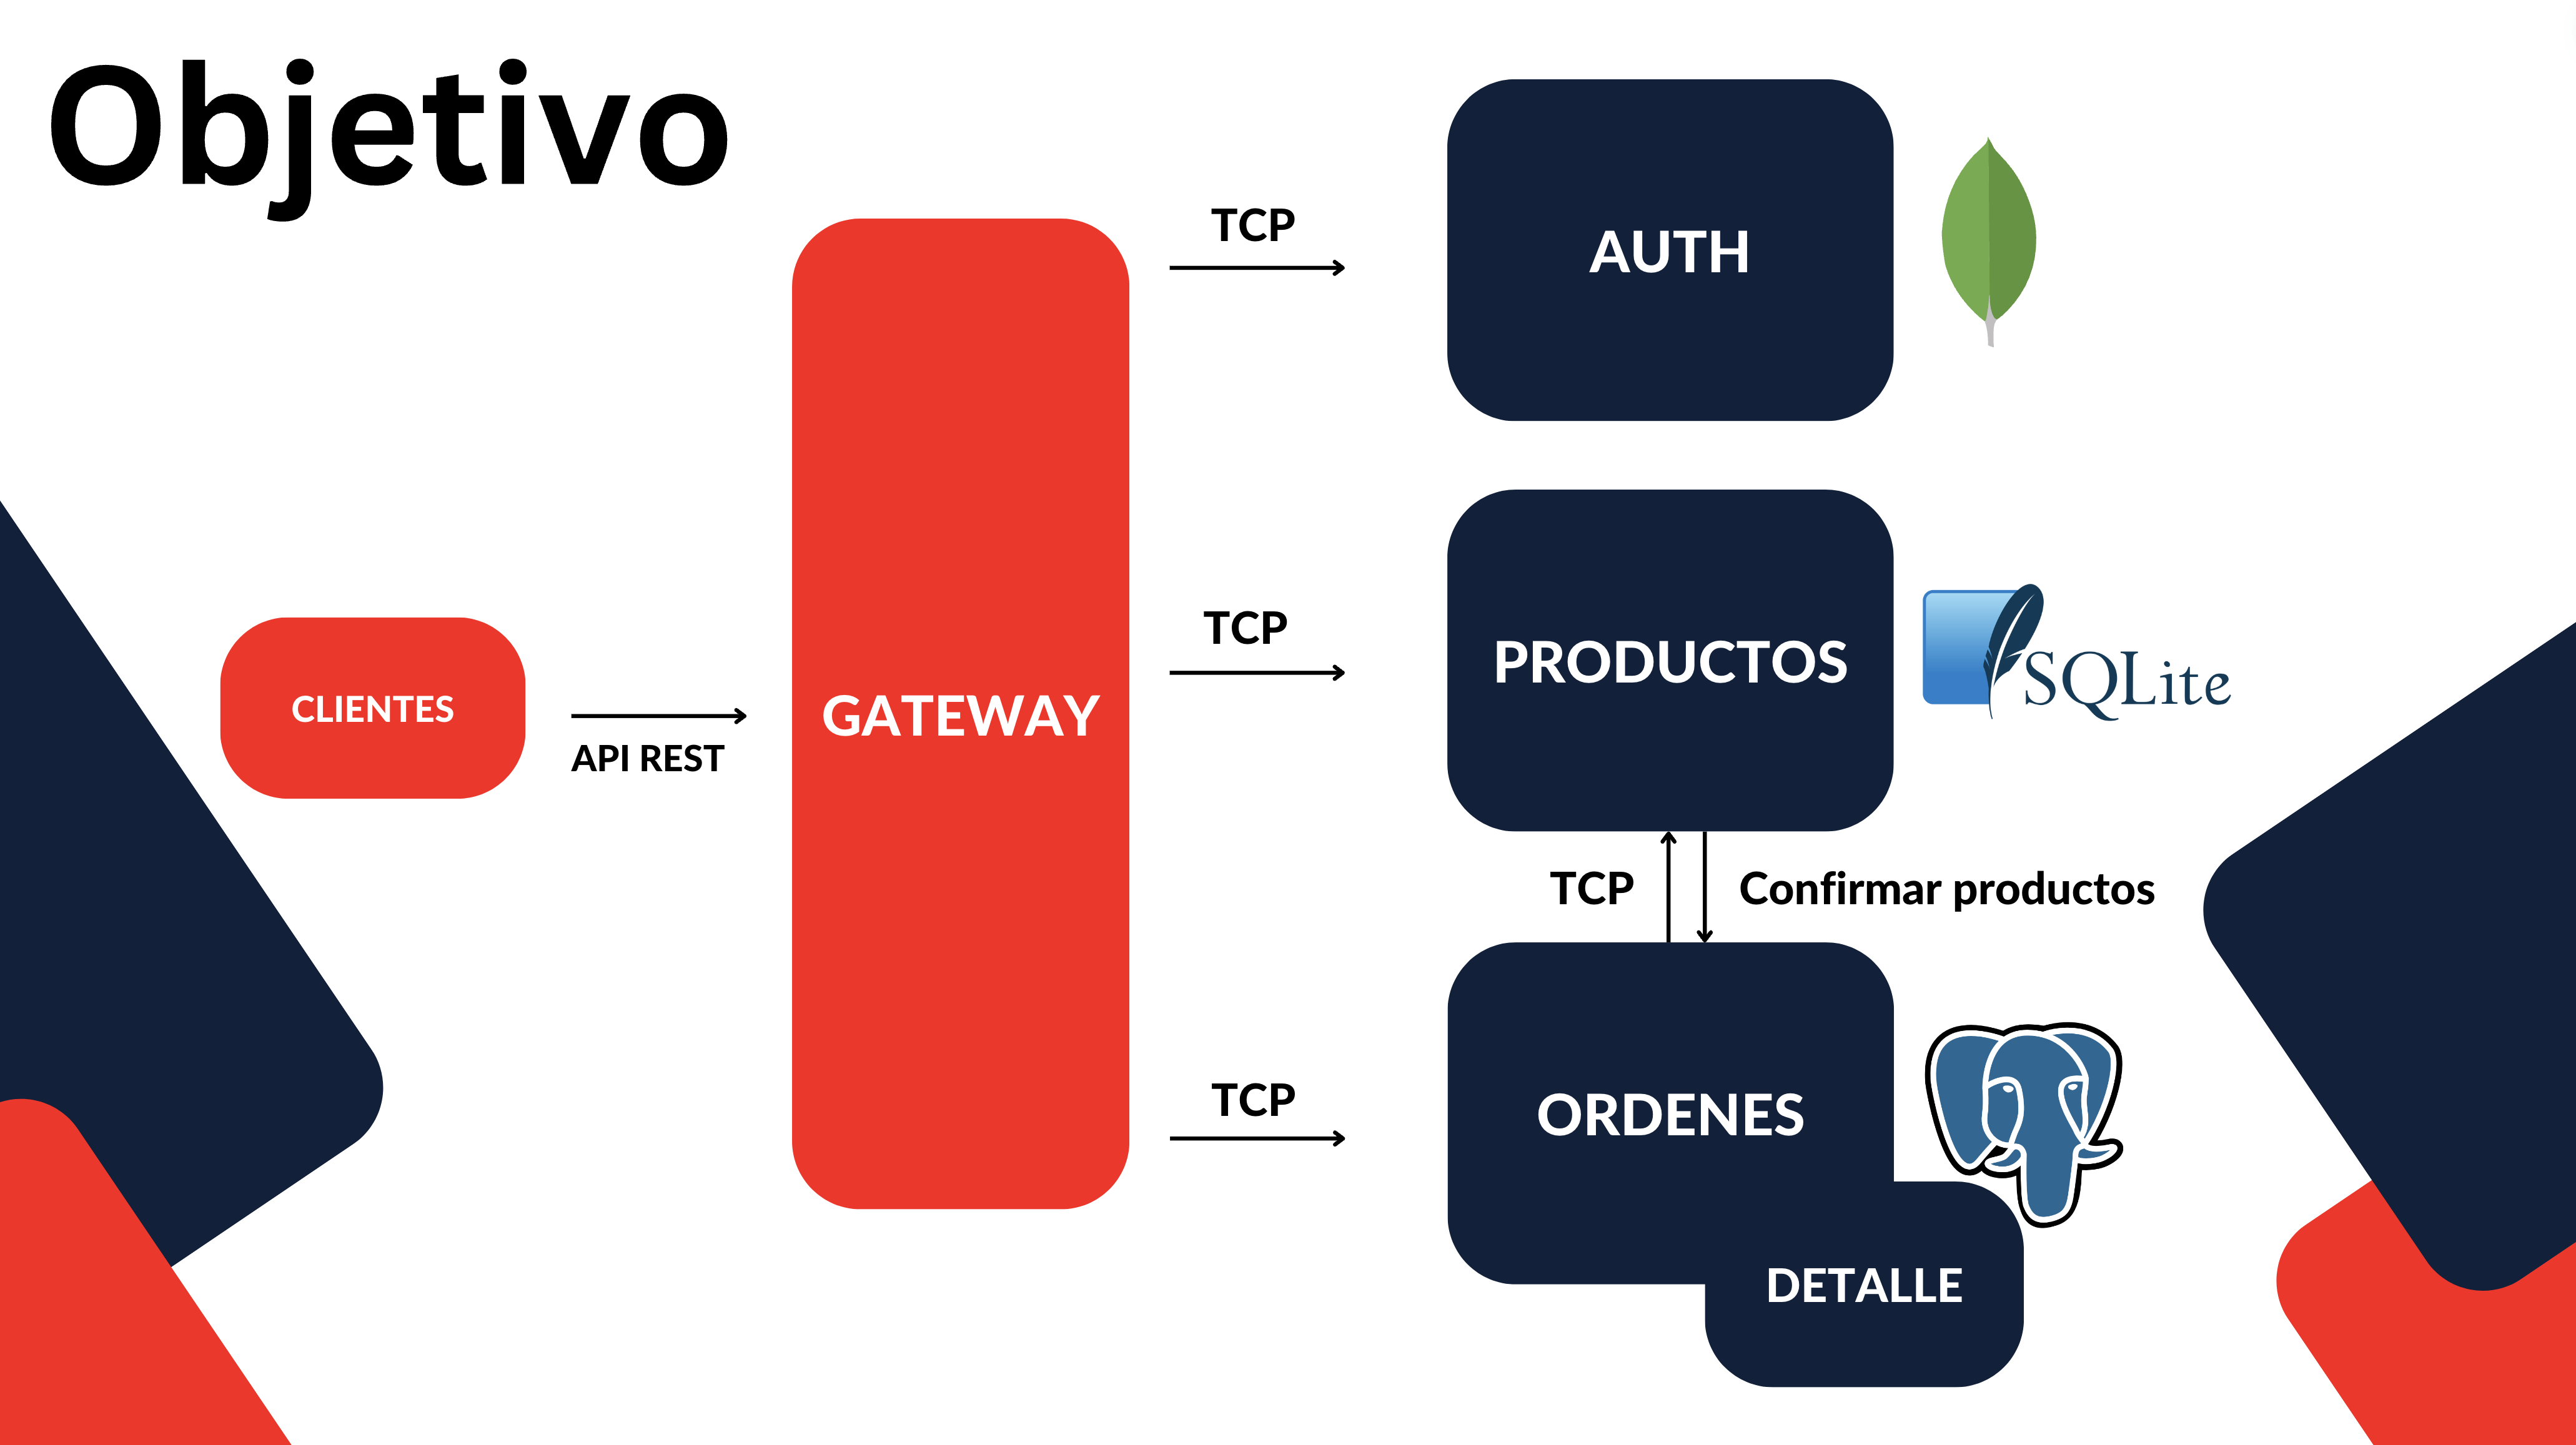 Objetivo
TCP
AUTH
TCP
PRODUCTOS
SQLite
CLIENTES
API REST
GATEWAY
TCP
Confirmar productos
TCP
ORDENES
DETALLE